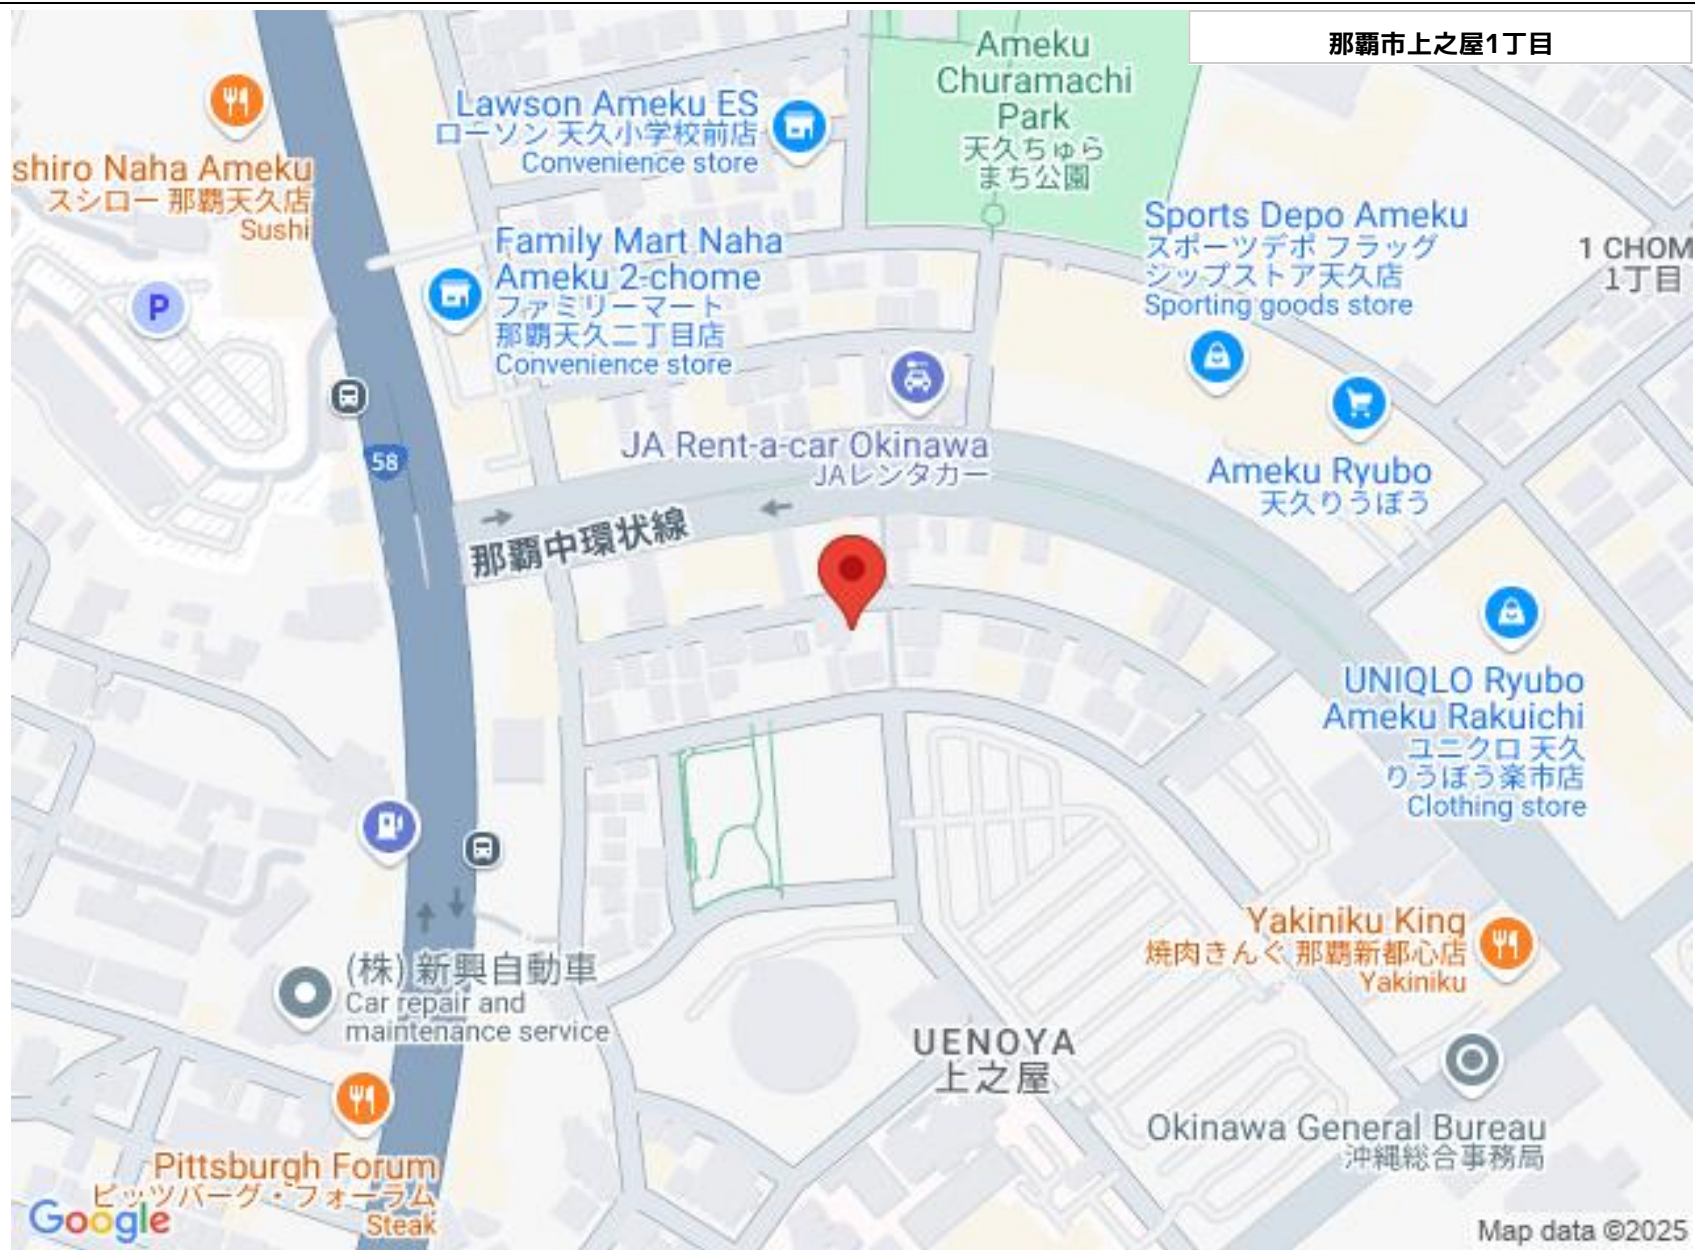 那覇市上之屋1丁目
Ameku
Churamachi
Park
天久ちゅら
まち公園
Lawson Ameku ES
ローソン 天久小学校前店
Convenience store
shiro Naha Ameku
スシロー 那覇天久店
Sushi
Family Mart Naha
Ameku 2-chome
ファミリーマート
那覇天久二丁目店
Convenience store
Sports Depo Ameku
スポーツデポ フラッグ
シップストア天久店
Sporting goods store
1 CHOM
1丁目
P
58
JA Rent-a-car Okinawa
JAレンタカー
Ameku Ryubo
天久りうぼう
那覇中環状線
UNIQLO Ryubo
Ameku Rakuichi
ユニクロ 天久
りうぼう楽市店
Clothing store
Yakiniku King
焼肉きんぐ 那覇新都心店
Yakiniku
(株) 新興自動車
Car repair and
maintenance service
UENOYA
上之屋
Okinawa General Bureau
沖縄総合事務局
Pittsburgh Forum
ピッツバーグ・フォーラム
Steak
Google
Map data ©2025